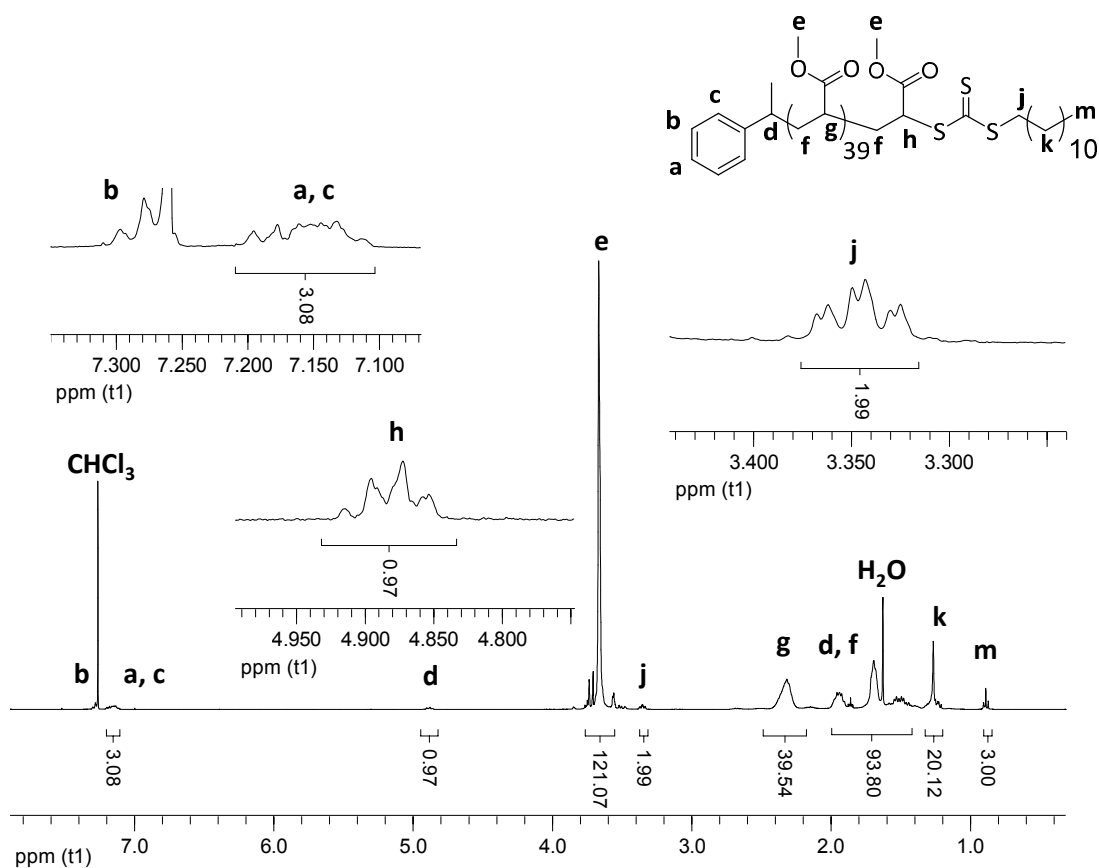 e e
O O O O
S
c j
b m
d g h S S
f 39 f k 10
a
b a, c
3.08
7.300 7.250 7.200 7.150 7.100
ppm (t1)
e
j
1.99
3.400 3.350 3.300
ppm (t1)
h
0.97
4.950 4.900 4.850 4.800
ppm (t1)
CHCl3
H2O
b a, c d j g d, f k m
3.08 0.97 121.07 1.99 39.54 93.80 20.12 3.00
7.0 6.0 5.0 4.0 3.0 2.0 1.0
ppm (t1)